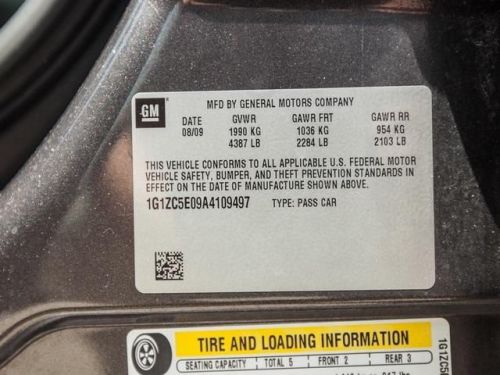 GM
MFD BY GENERAL MOTORS COMPANY
DATE GVWR GAWR FRT GAWR RR
08/09 1990 KG 1036 KG 954 KG
4387 LB 2284 LB 2103 LB
THIS VEHICLE CONFORMS TO ALL APPLICABLE U.S. FEDERAL MOTOR
VEHICLE SAFETY, BUMPER, AND THEFT PREVENTION STANDARDS IN
EFFECT ON THE DATE OF MANUFACTURE SHOWN ABOVE.
1G1ZC5E09A4109497 TYPE: PASS CAR
TIRE AND LOADING INFORMATION
SEATING CAPACITY TOTAL 5 FRONT 2 REAR 3
1G1ZC5